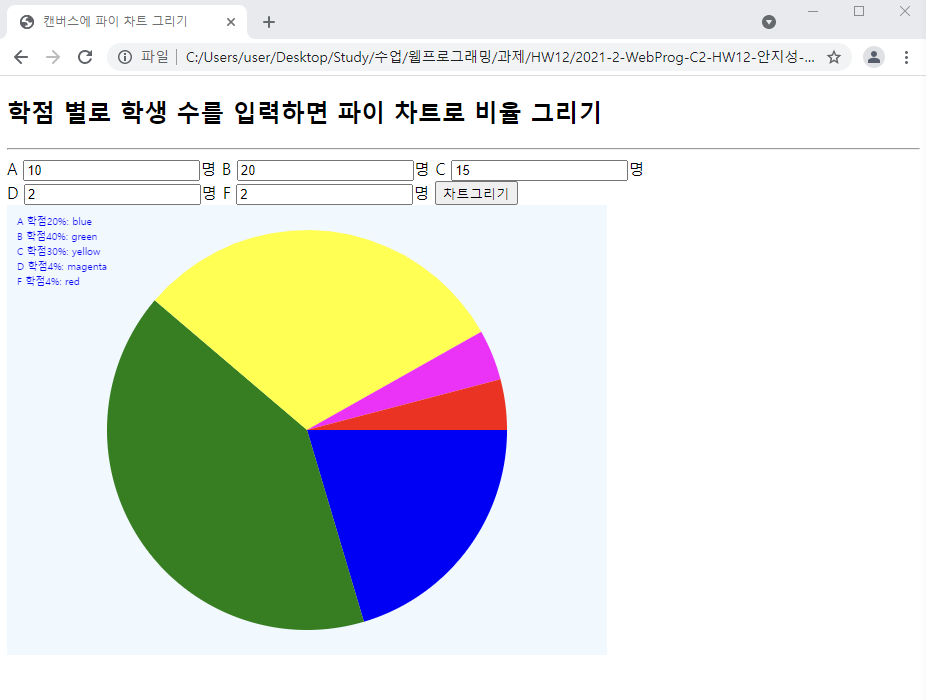 캔버스에 파이 차트 그리기
파일 C:/Users/user/Desktop/Study/수업/웹프로그래밍/과제/HW12/2021-2-WebProg-C2-HW12-안지성-...
학점 별로 학생 수를 입력하면 파이 차트로 비율 그리기
A 10 명 B 20 명 C 15 명
D 2 명 F 2 명 차트그리기
A 학점20%: blue
B 학점40%: green
C 학점30%: yellow
D 학점4%: magenta
F 학점4%: red